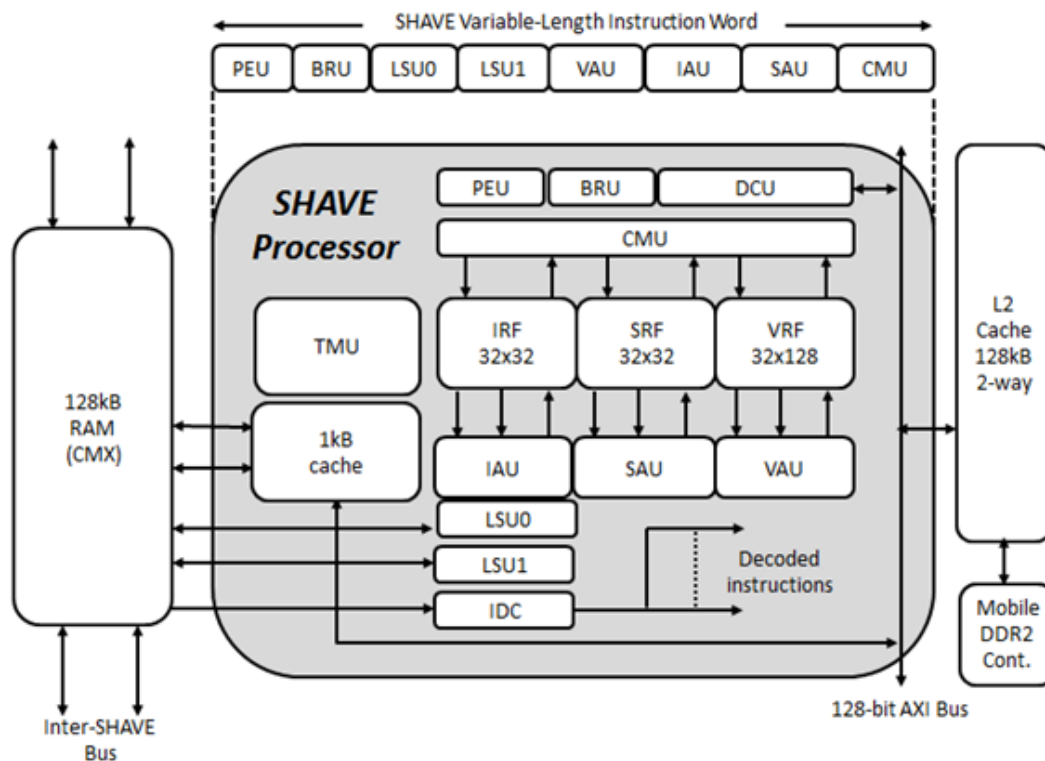 SHAVE Variable-Length Instruction Word
PEU BRU LSU0 LSU1 VAU IAU SAU CMU
SHAVE
Processor
PEU BRU DCU
CMU
TMU
IRF
32x32
SRF
32x32
VRF
32x128
128kB
RAM
(CMX)
1kB
cache
IAU SAU VAU
LSU0
LSU1
IDC
Decoded
instructions
L2
Cache
128kB
2-way
Mobile
DDR2
Cont.
Inter-SHAVE
Bus
128-bit AXI Bus